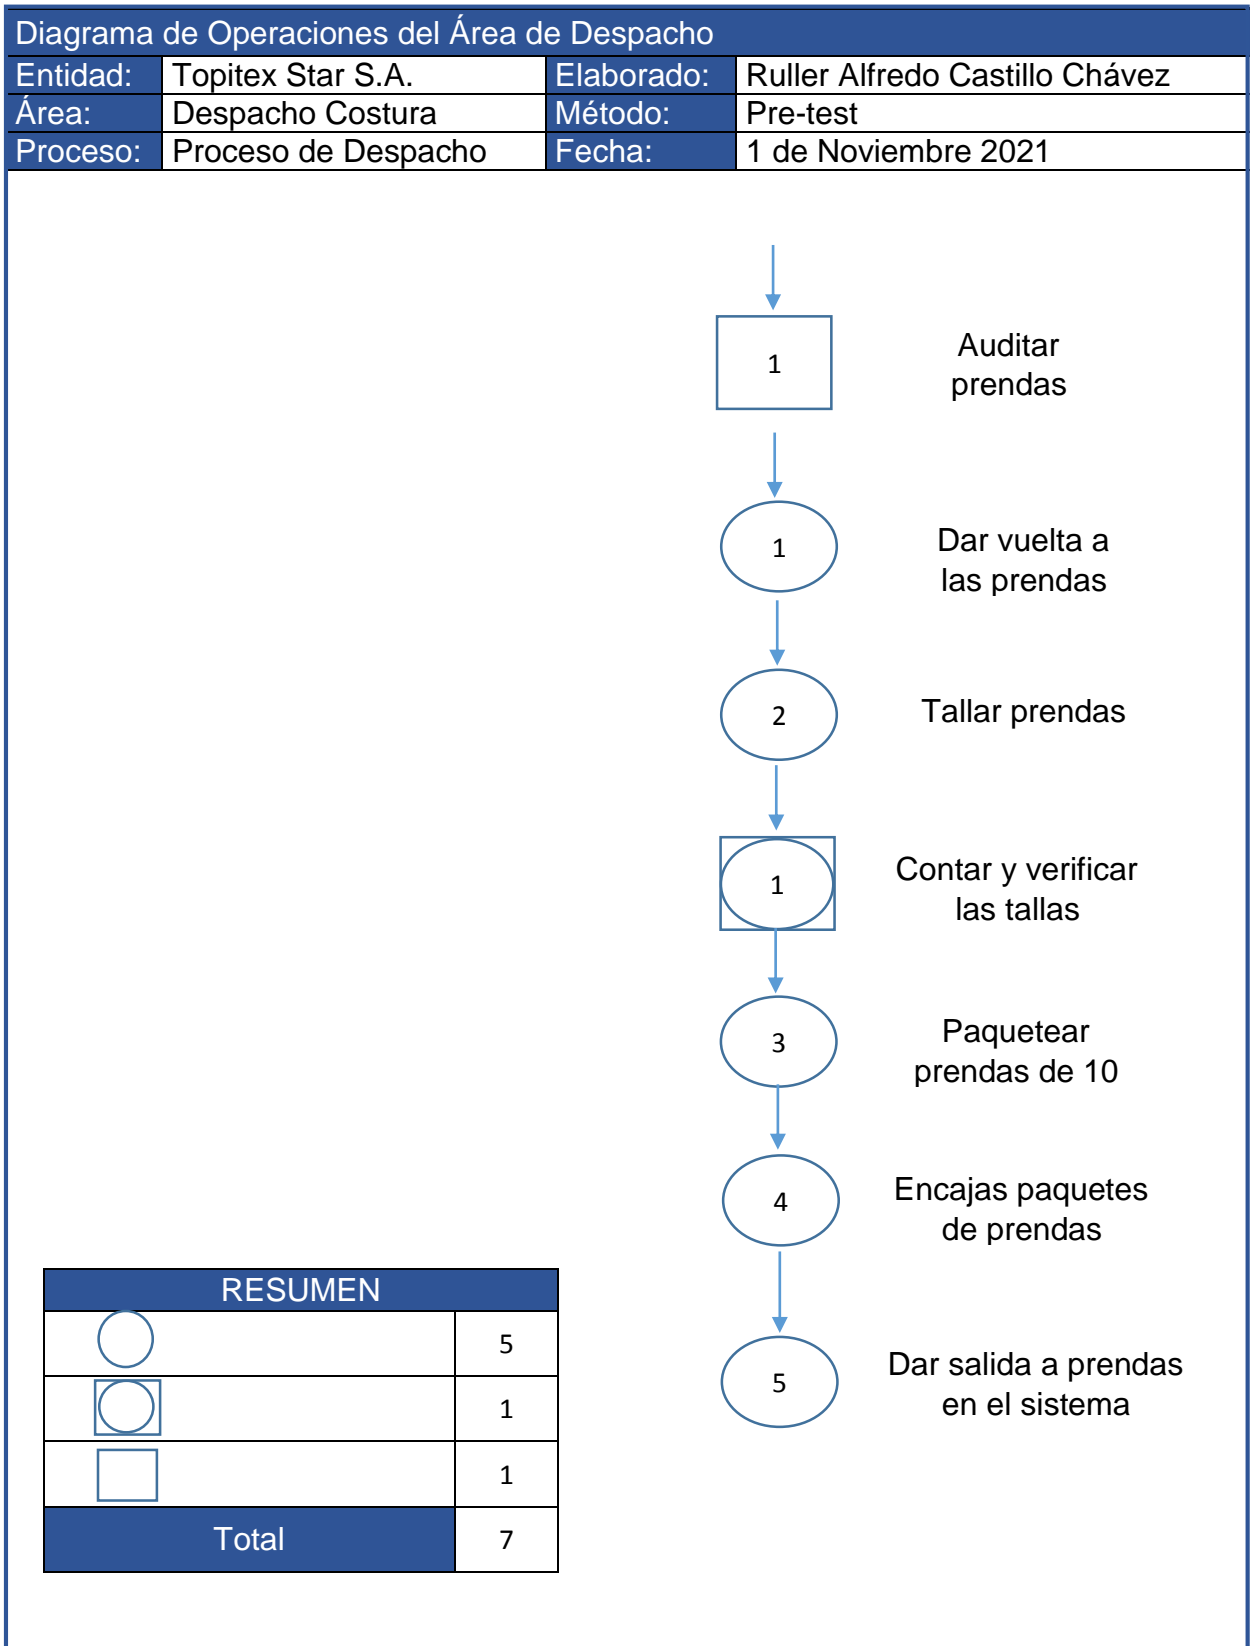 Diagrama de Operaciones del Área de Despacho
Entidad: Topitex Star S.A. Elaborado: Ruller Alfredo Castillo Chávez
Área: Despacho Costura Método: Pre-test
Proceso: Proceso de Despacho Fecha: 1 de Noviembre 2021
1 Auditar
prendas
1 Dar vuelta a
las prendas
2 Tallar prendas
1 Contar y verificar
las tallas
3 Paquetear
prendas de 10
4 Encajas paquetes
de prendas
5 Dar salida a prendas
en el sistema
RESUMEN
5
1
1
Total 7